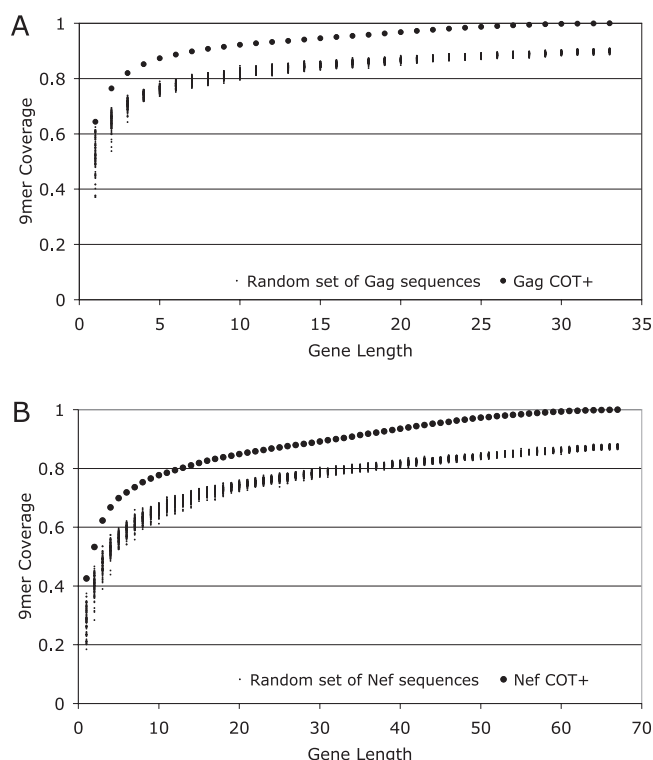 A
1
0.8
0.6
0.4
0.2
0
9mer Coverage
Random set of Gag sequences
Gag COT+
0 5 10 15 20 25 30 35
Gene Length
B
1
0.8
0.6
0.4
0.2
0
9mer Coverage
Random set of Nef sequences
Nef COT+
0 10 20 30 40 50 60 70
Gene Length